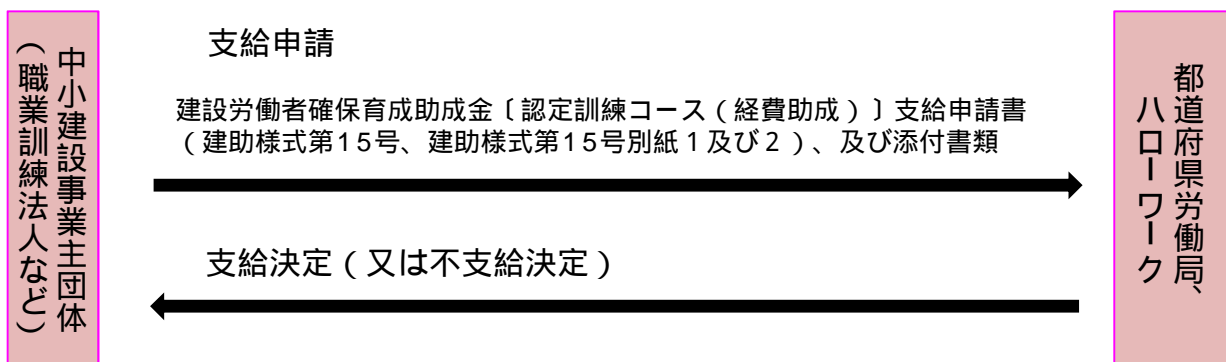 中小建設事業主団体
(職業訓練法人など)
支給申請
建設労働者確保育成助成金〔認定訓練コース(経費助成)〕支給申請書
(建助様式第15号、建助様式第15号別紙1及び2)、及び添付書類
支給決定(又は不支給決定)
都道府県労働局、
ハローワーク